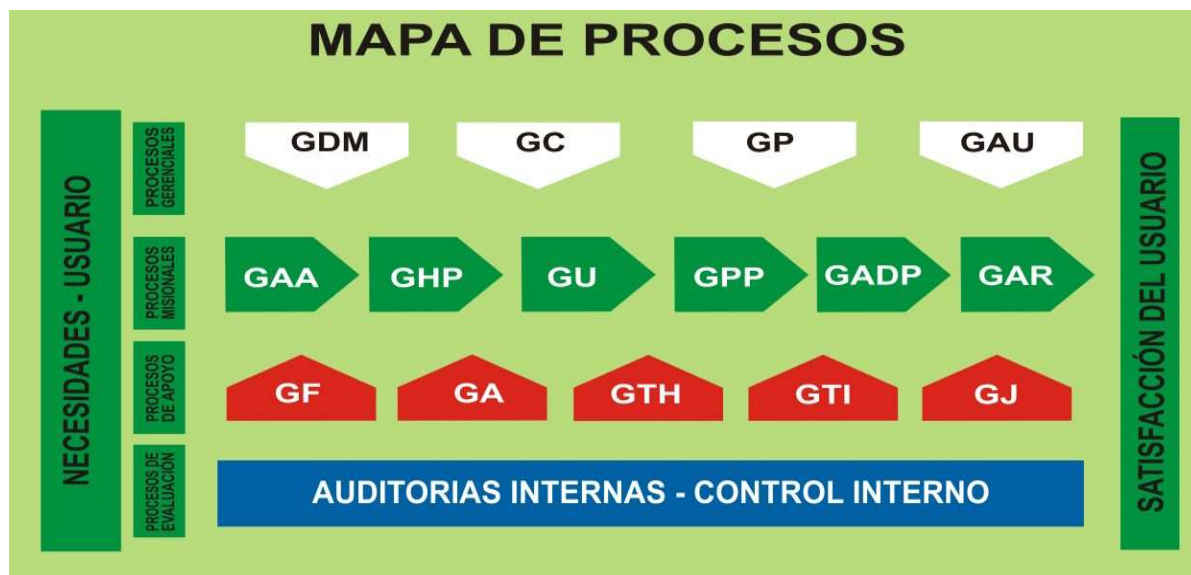 MAPA DE PROCESOS
NECESIDADES - USUARIO
PROCESOS
GERENCIALES
GDM
GC
GP
GAU
PROCESOS
MISIONALES
GAA
GHP
GU
GPP
GADP
GAR
PROCESOS
DE APOYO
GF
GA
GTH
GTI
GJ
PROCESOS DE
EVALUACIÓN
AUDITORIAS INTERNAS - CONTROL INTERNO
SATISFACCIÓN DEL USUARIO